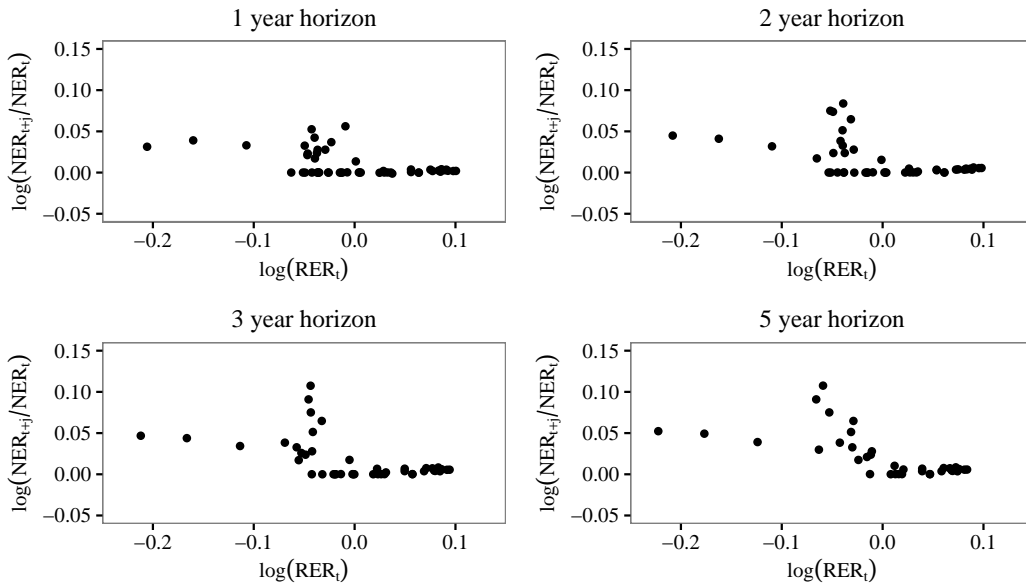 1 year horizon
2 year horizon
0.15
0.10
0.05
0.00
−0.05
log(NERₜ₊ⱼ/NERₜ)
−0.2 −0.1 0.0 0.1
log(RERₜ)
0.15
0.10
0.05
0.00
−0.05
log(NERₜ₊ⱼ/NERₜ)
−0.2 −0.1 0.0 0.1
log(RERₜ)
3 year horizon
5 year horizon
0.15
0.10
0.05
0.00
−0.05
log(NERₜ₊ⱼ/NERₜ)
−0.2 −0.1 0.0 0.1
log(RERₜ)
0.15
0.10
0.05
0.00
−0.05
log(NERₜ₊ⱼ/NERₜ)
−0.2 −0.1 0.0 0.1
log(RERₜ)